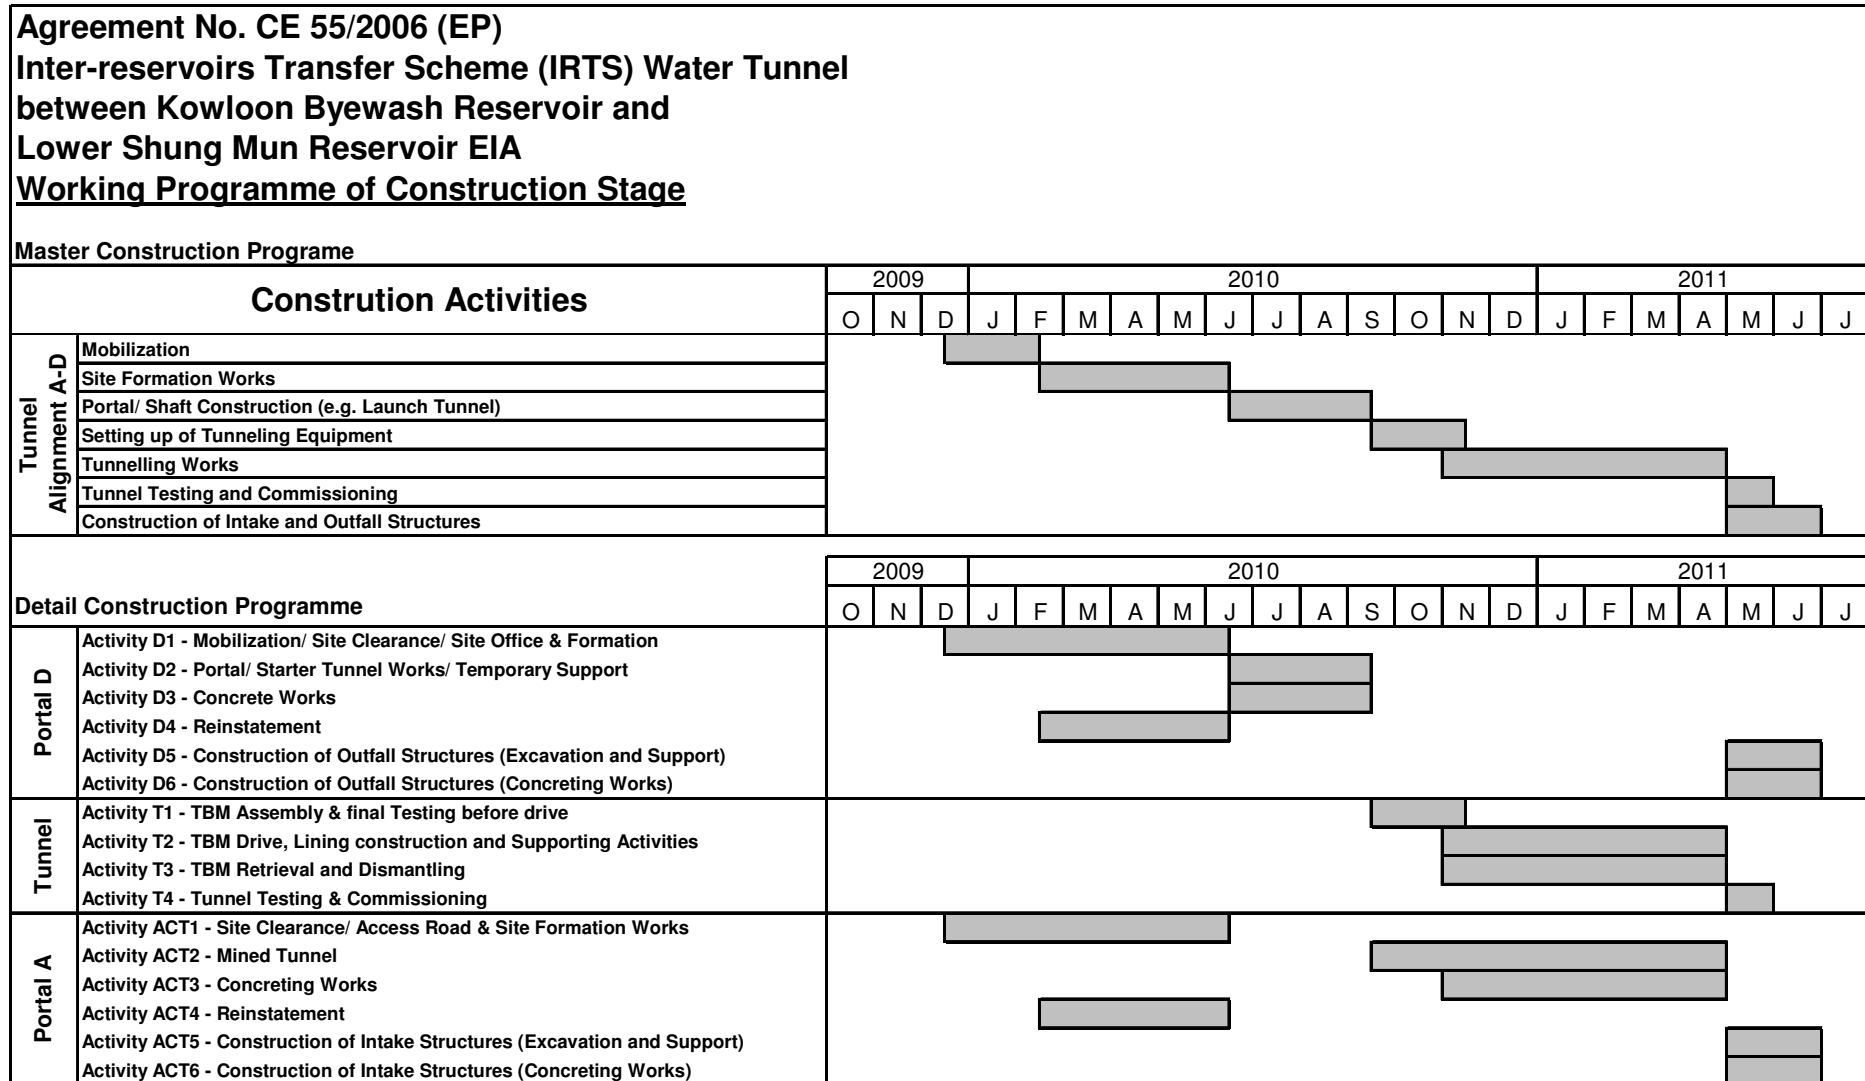 Agreement No. CE 55/2006 (EP)
Inter-reservoirs Transfer Scheme (IRTS) Water Tunnel
between Kowloon Byewash Reservoir and
Lower Shung Mun Reservoir EIA
Working Programme of Construction Stage
Master Construction Programe
Constrution Activities
2009 2010 2011
O N D J F M A M J J A S O N D J F M A M J J
Tunnel
Alignment A-D
Mobilization
Site Formation Works
Portal/ Shaft Construction (e.g. Launch Tunnel)
Setting up of Tunneling Equipment
Tunnelling Works
Tunnel Testing and Commissioning
Construction of Intake and Outfall Structures
2009 2010 2011
Detail Construction Programme
O N D J F M A M J J A S O N D J F M A M J J
Portal D
Activity D1 - Mobilization/ Site Clearance/ Site Office & Formation
Activity D2 - Portal/ Starter Tunnel Works/ Temporary Support
Activity D3 - Concrete Works
Activity D4 - Reinstatement
Activity D5 - Construction of Outfall Structures (Excavation and Support)
Activity D6 - Construction of Outfall Structures (Concreting Works)
Tunnel
Activity T1 - TBM Assembly & final Testing before drive
Activity T2 - TBM Drive, Lining construction and Supporting Activities
Activity T3 - TBM Retrieval and Dismantling
Activity T4 - Tunnel Testing & Commissioning
Portal A
Activity ACT1 - Site Clearance/ Access Road & Site Formation Works
Activity ACT2 - Mined Tunnel
Activity ACT3 - Concreting Works
Activity ACT4 - Reinstatement
Activity ACT5 - Construction of Intake Structures (Excavation and Support)
Activity ACT6 - Construction of Intake Structures (Concreting Works)